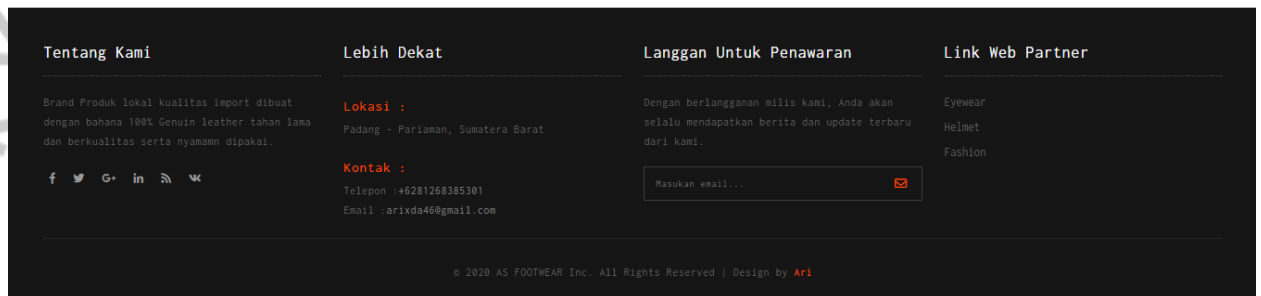 Tentang Kami
Brand Produk lokal kualitas import dibuat
dengan bahana 100% Genuin leather tahan lama
dan berkualitas serta nyamamn dipakai.
Lebih Dekat
Lokasi :
Padang - Pariaman, Sumatera Barat
Kontak :
Telepon :+6281268385301
Email :arixda46@gmail.com
Langgan Untuk Penawaran
Dengan berlangganan milis kami, Anda akan
selalu mendapatkan berita dan update terbaru
dari kami.
Masukan email...
Link Web Partner
Eyewear
Helmet
Fashion
© 2020 AS FOOTWEAR Inc. All Rights Reserved | Design by Ari